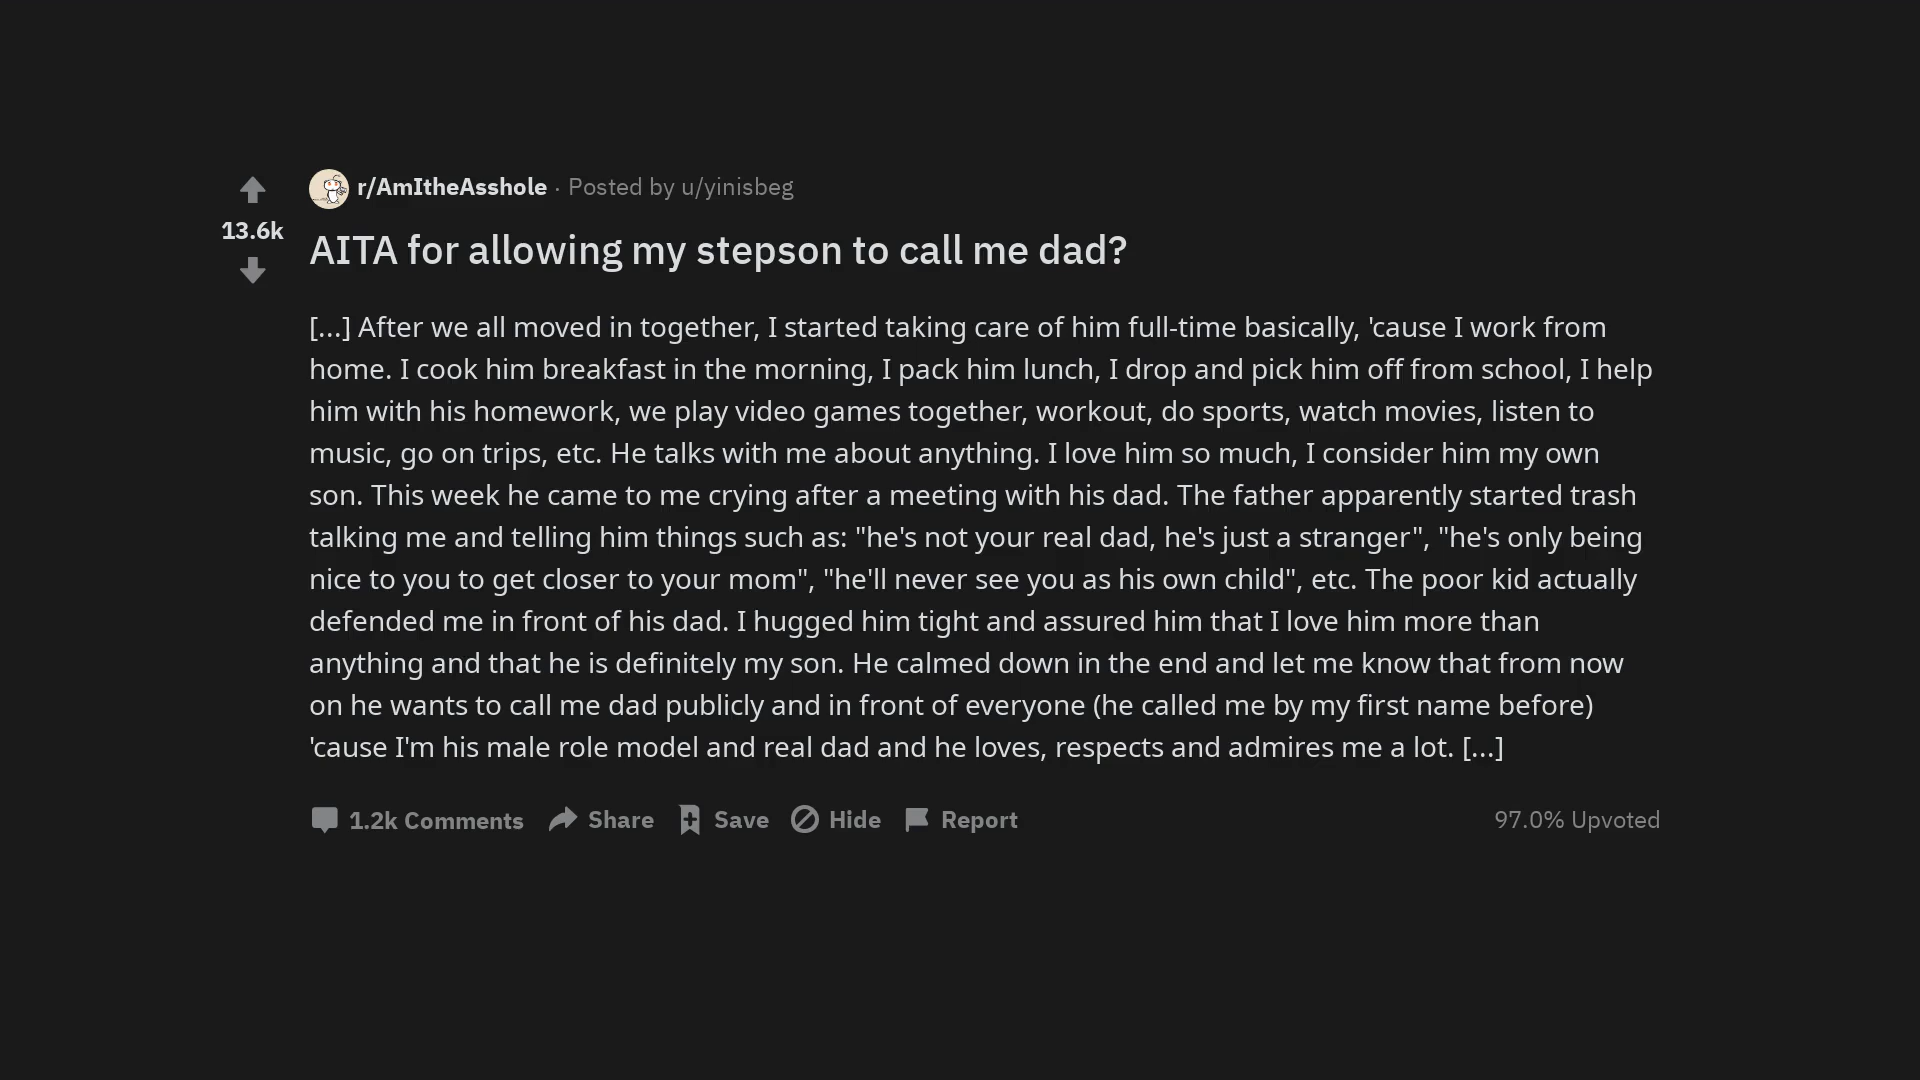 r/AmItheAsshole · Posted by u/yinisbeg
13.6k
AITA for allowing my stepson to call me dad?
[...] After we all moved in together, I started taking care of him full-time basically, 'cause I work from
home. I cook him breakfast in the morning, I pack him lunch, I drop and pick him off from school, I help
him with his homework, we play video games together, workout, do sports, watch movies, listen to
music, go on trips, etc. He talks with me about anything. I love him so much, I consider him my own
son. This week he came to me crying after a meeting with his dad. The father apparently started trash
talking me and telling him things such as: "he's not your real dad, he's just a stranger", "he's only being
nice to you to get closer to your mom", "he'll never see you as his own child", etc. The poor kid actually
defended me in front of his dad. I hugged him tight and assured him that I love him more than
anything and that he is definitely my son. He calmed down in the end and let me know that from now
on he wants to call me dad publicly and in front of everyone (he called me by my first name before)
'cause I'm his male role model and real dad and he loves, respects and admires me a lot. [...]
1.2k Comments Share Save Hide Report 97.0% Upvoted